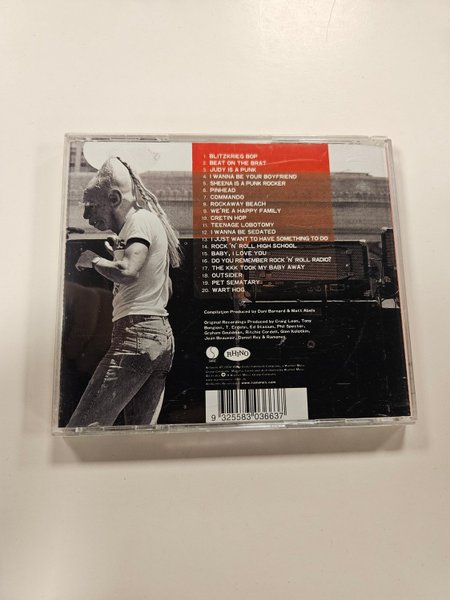 1. BLITZKRIEG BOP
2. BEAT ON THE BRAT
3. JUDY IS A PUNK
4. I WANNA BE YOUR BOYFRIEND
5. SHEENA IS A PUNK ROCKER
6. PINHEAD
7. COMMANDO
8. ROCKAWAY BEACH
9. WE'RE A HAPPY FAMILY
10. CRETIN HOP
11. TEENAGE LOBOTOMY
12. I WANNA BE SEDATED
13. I JUST WANT TO HAVE SOMETHING TO DO
14. ROCK 'N' ROLL HIGH SCHOOL
15. BABY, I LOVE YOU
16. DO YOU REMEMBER ROCK 'N' ROLL RADIO?
17. THE KKK TOOK MY BABY AWAY
18. OUTSIDER
19. PET SEMATARY
20. WART HOG
Compilation Produced by
Original Recordings Produced by Craig Leon, Tony
Bongiovi, T. Erdelyi, Ed Stasium, Phil Spector,
Graham Gouldman, Ritchie Cordell, Glen Kolotkin,
Jean Beauvoir, Daniel Rey & Ramones
RHINO
9 325583 036637